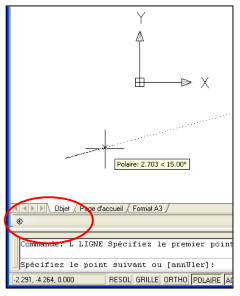 Y
X
Polaire: 2.703 < 15.00°
Objet / Page d'accueil / Format A3 /
Commande: L LIGNE Spécifiez le premier point
Spécifiez le point suivant ou [annUler]:
-2.291, -4.264, 0.000 RESOL GRILLE ORTHO POLAIRE AC